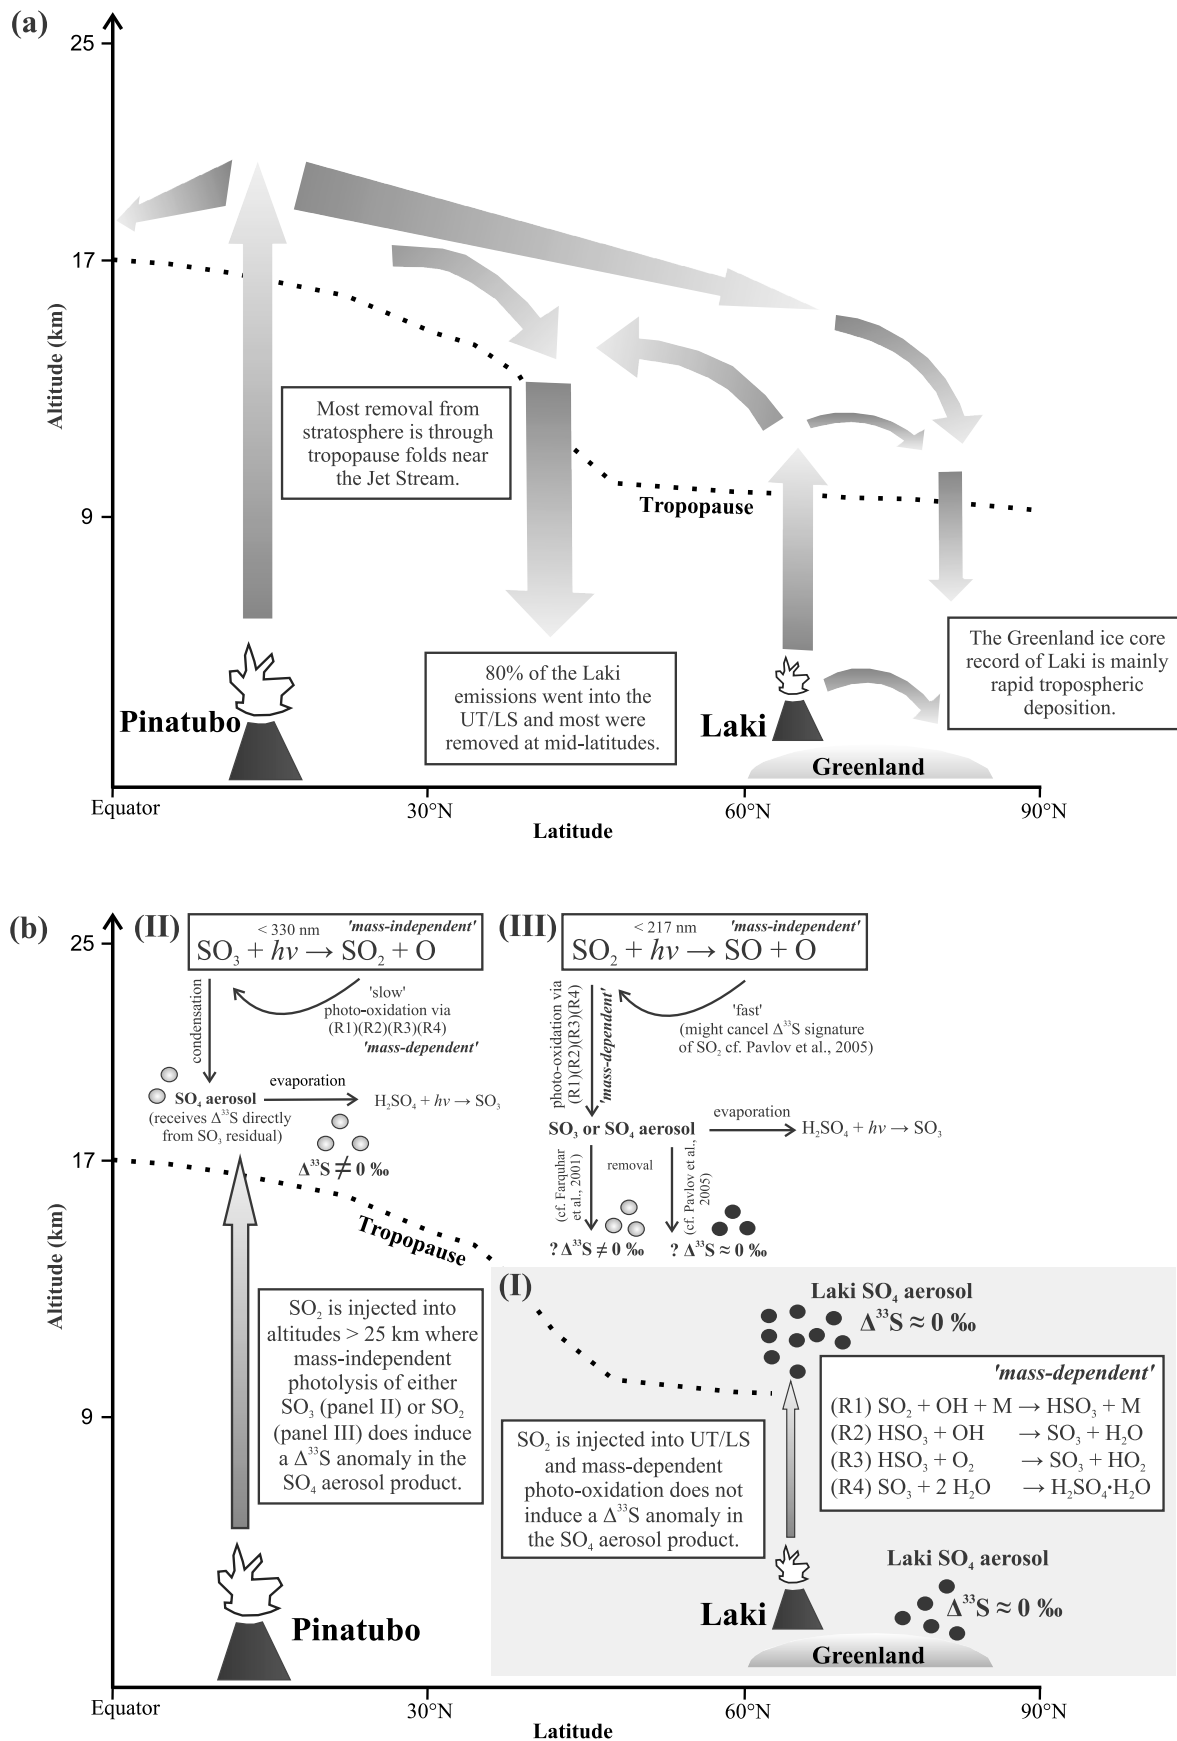 (a)
25
17
Altitude (km)
Most removal from
stratosphere is through
tropopause folds near
the Jet Stream.
9
Tropopause
80% of the Laki
emissions went into the
UT/LS and most were
removed at mid-latitudes.
The Greenland ice core
record of Laki is mainly
rapid tropospheric
deposition.
Pinatubo
Laki
Greenland
Equator
30°N
60°N
90°N
Latitude
(b)
25
(II)
< 330 nm
'mass-independent'
SO₃ + hν → SO₂ + O
condensation
'slow'
photo-oxidation via
(R1)(R2)(R3)(R4)
'mass-dependent'
SO₄ aerosol
(receives Δ³³S directly
from SO₃ residual)
evaporation
H₂SO₄ + hν → SO₃
Δ³³S ≠ 0 ‰
(III)
< 217 nm
'mass-independent'
SO₂ + hν → SO + O
photo-oxidation via
(R1)(R2)(R3)(R4)
'mass-dependent'
'fast'
(might cancel Δ³³S signature
of SO₂ cf. Pavlov et al., 2005)
SO₃ or SO₄ aerosol
evaporation
H₂SO₄ + hν → SO₃
(cf. Farquhar
et al., 2001)
removal
(cf. Pavlov et al.,
2005)
? Δ³³S ≠ 0 ‰
? Δ³³S ≈ 0 ‰
17
Tropopause
Altitude (km)
SO₂ is injected into
altitudes > 25 km where
mass-independent
photolysis of either
SO₃ (panel II) or SO₂
(panel III) does induce
a Δ³³S anomaly in the
SO₄ aerosol product.
9
(I)
Laki SO₄ aerosol
Δ³³S ≈ 0 ‰
'mass-dependent'
(R1) SO₂ + OH + M → HSO₃ + M
(R2) HSO₃ + OH → SO₃ + H₂O
(R3) HSO₃ + O₂ → SO₃ + HO₂
(R4) SO₃ + 2 H₂O → H₂SO₄·H₂O
SO₂ is injected into UT/LS
and mass-dependent
photo-oxidation does not
induce a Δ³³S anomaly in
the SO₄ aerosol product.
Laki SO₄ aerosol
Δ³³S ≈ 0 ‰
Pinatubo
Laki
Greenland
Equator
30°N
60°N
90°N
Latitude